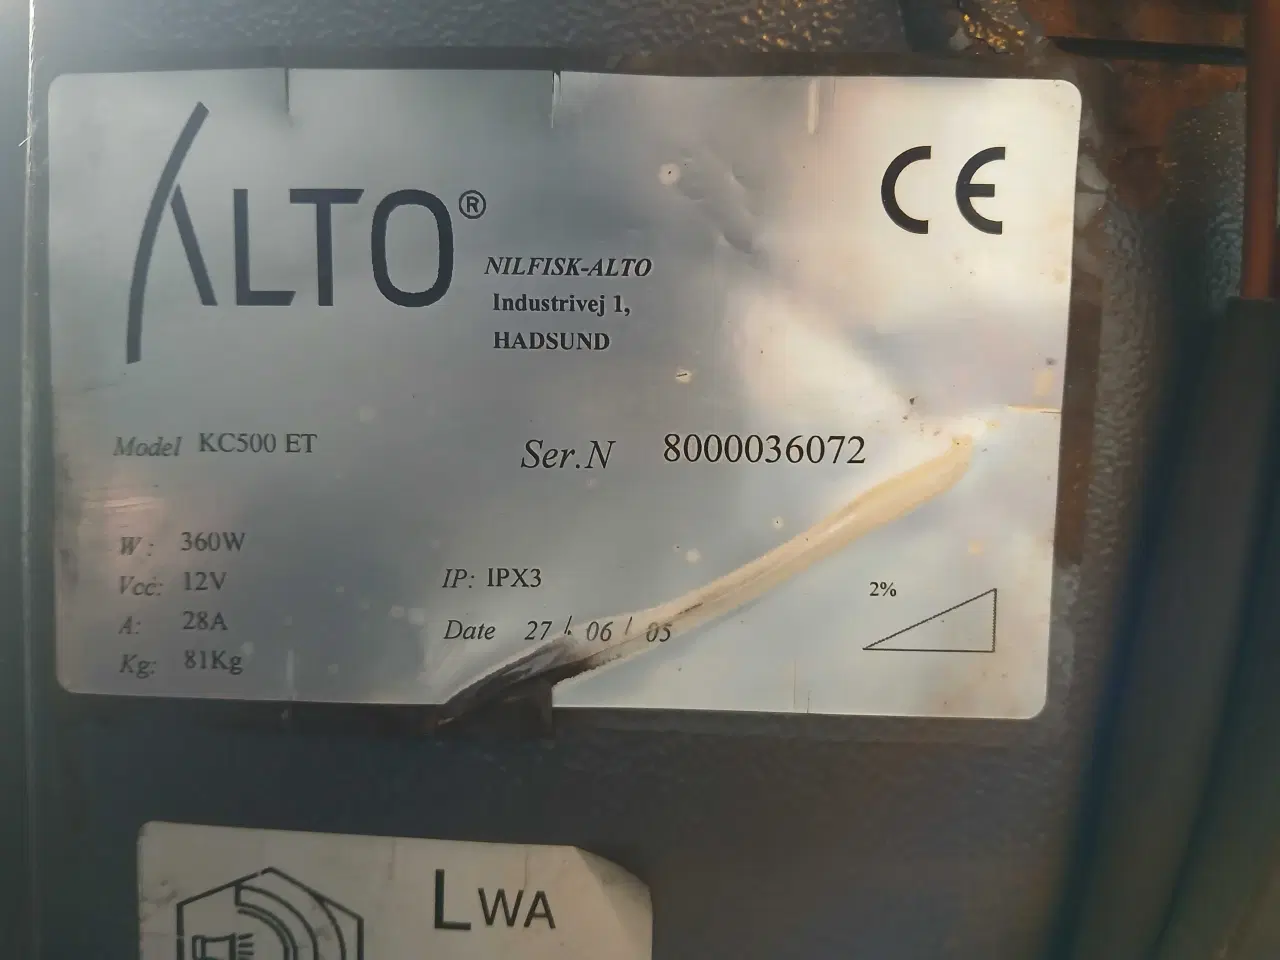 ALTO®
CE
NILFISK-ALTO
Industrivej 1,
HADSUND
Model KC500 ET
Ser.N 8000036072
W: 360W
Vcc: 12V
A: 28A
Kg: 81Kg
IP: IPX3
Date 27 / 06 / 05
2%
LWA